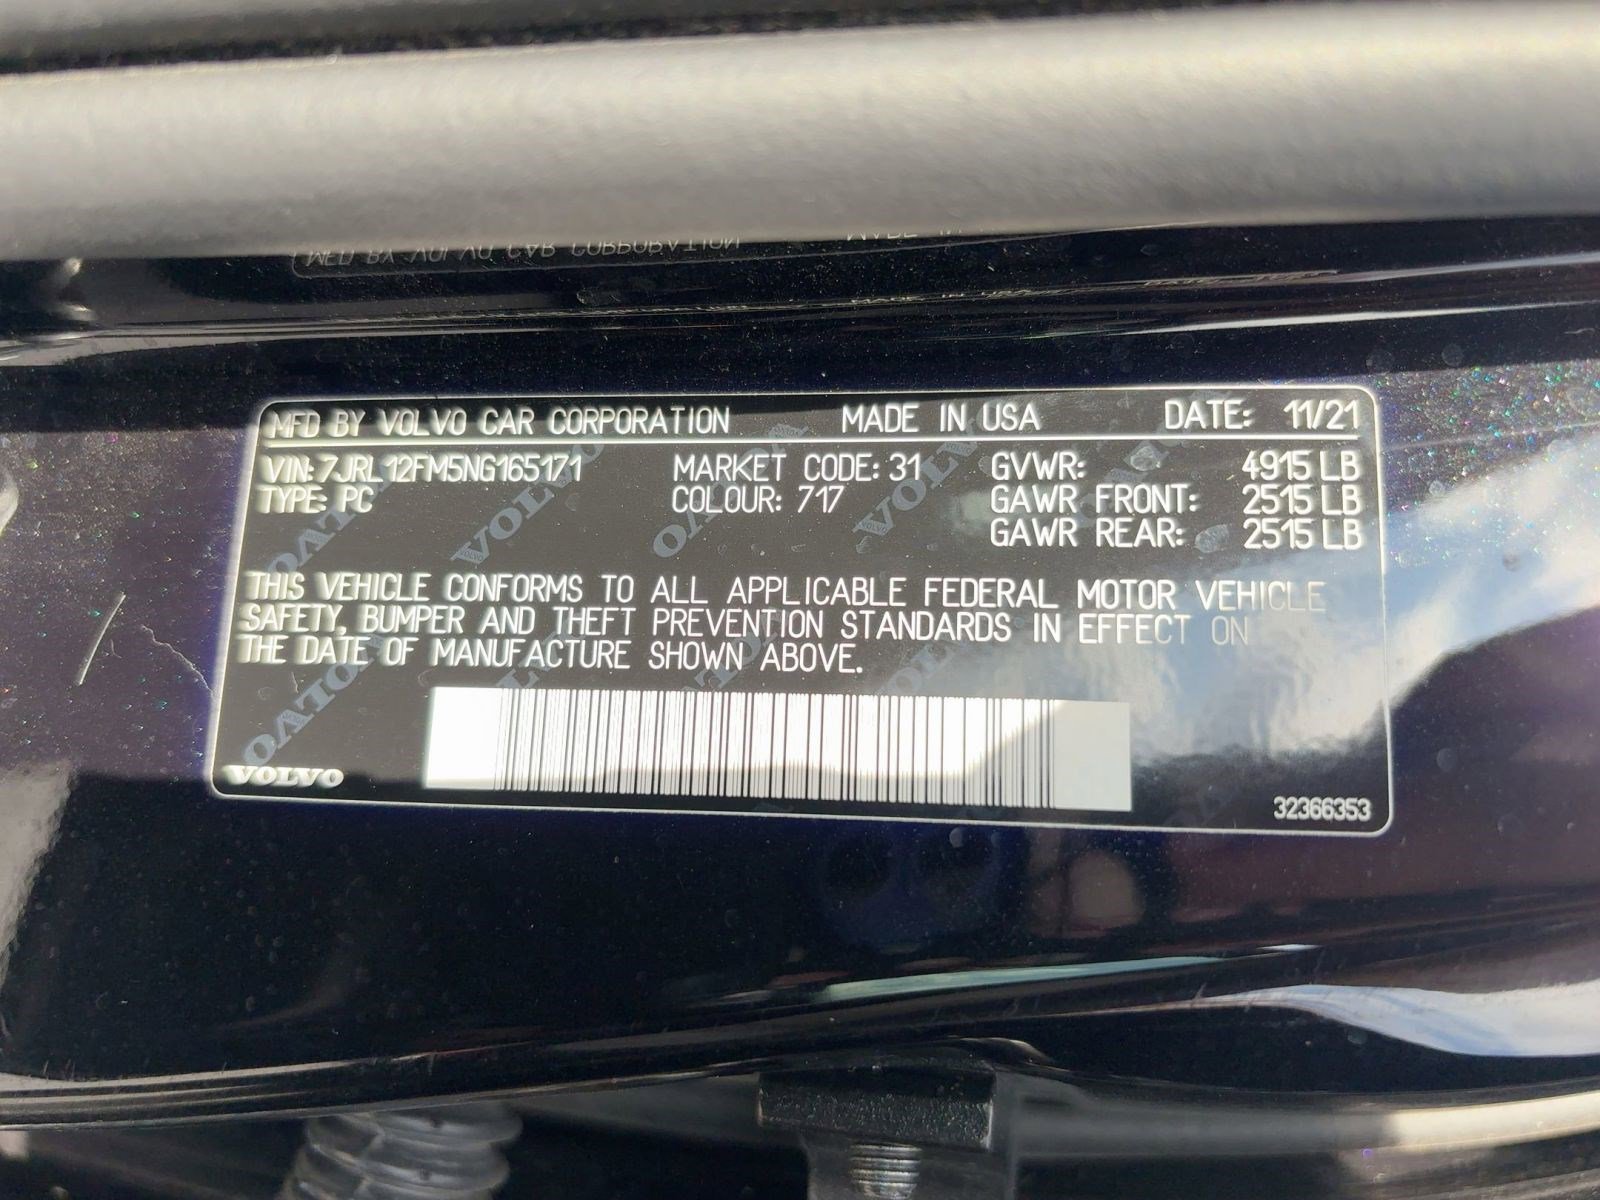 MFD BY VOLVO CAR CORPORATION MADE IN USA DATE: 11/21
VIN: 7JRL12FM5NG165171 MARKET CODE: 31 GVWR: 4915 LB
TYPE: PC COLOUR: 717 GAWR FRONT: 2515 LB
GAWR REAR: 2515 LB
THIS VEHICLE CONFORMS TO ALL APPLICABLE FEDERAL MOTOR VEHICLE
SAFETY, BUMPER AND THEFT PREVENTION STANDARDS IN EFFECT ON
THE DATE OF MANUFACTURE SHOWN ABOVE.
VOLVO
32366353